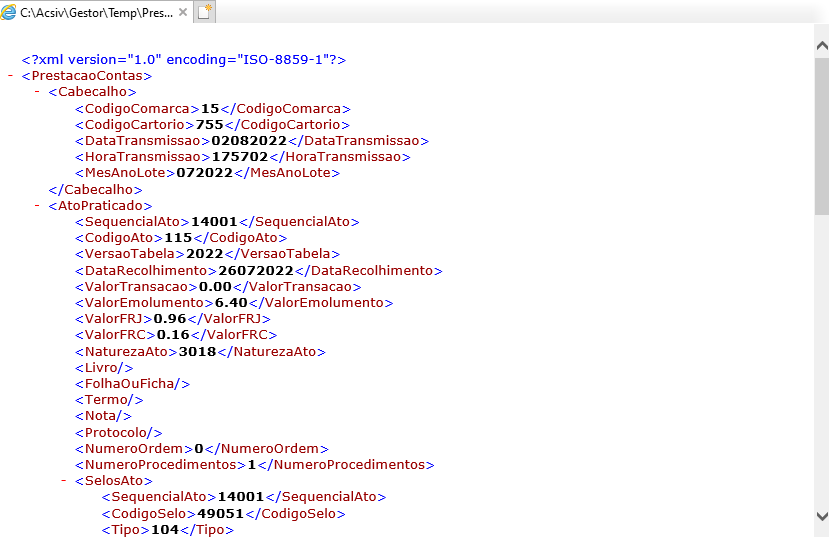 C:\Acsiv\Gestor\Temp\Pres...
<?xml version="1.0" encoding="ISO-8859-1"?>
- <PrestacaoContas>
- <Cabecalho>
<CodigoComarca>15</CodigoComarca>
<CodigoCartorio>755</CodigoCartorio>
<DataTransmissao>02082022</DataTransmissao>
<HoraTransmissao>175702</HoraTransmissao>
<MesAnoLote>072022</MesAnoLote>
</Cabecalho>
- <AtoPraticado>
<SequencialAto>14001</SequencialAto>
<CodigoAto>115</CodigoAto>
<VersaoTabela>2022</VersaoTabela>
<DataRecolhimento>26072022</DataRecolhimento>
<ValorTransacao>0.00</ValorTransacao>
<ValorEmolumento>6.40</ValorEmolumento>
<ValorFRJ>0.96</ValorFRJ>
<ValorFRC>0.16</ValorFRC>
<NaturezaAto>3018</NaturezaAto>
<Livro/>
<FolhaOuFicha/>
<Termo/>
<Nota/>
<Protocolo/>
<NumeroOrdem>0</NumeroOrdem>
<NumeroProcedimentos>1</NumeroProcedimentos>
- <SelosAto>
<SequencialAto>14001</SequencialAto>
<CodigoSelo>49051</CodigoSelo>
<Tipo>104</Tipo>